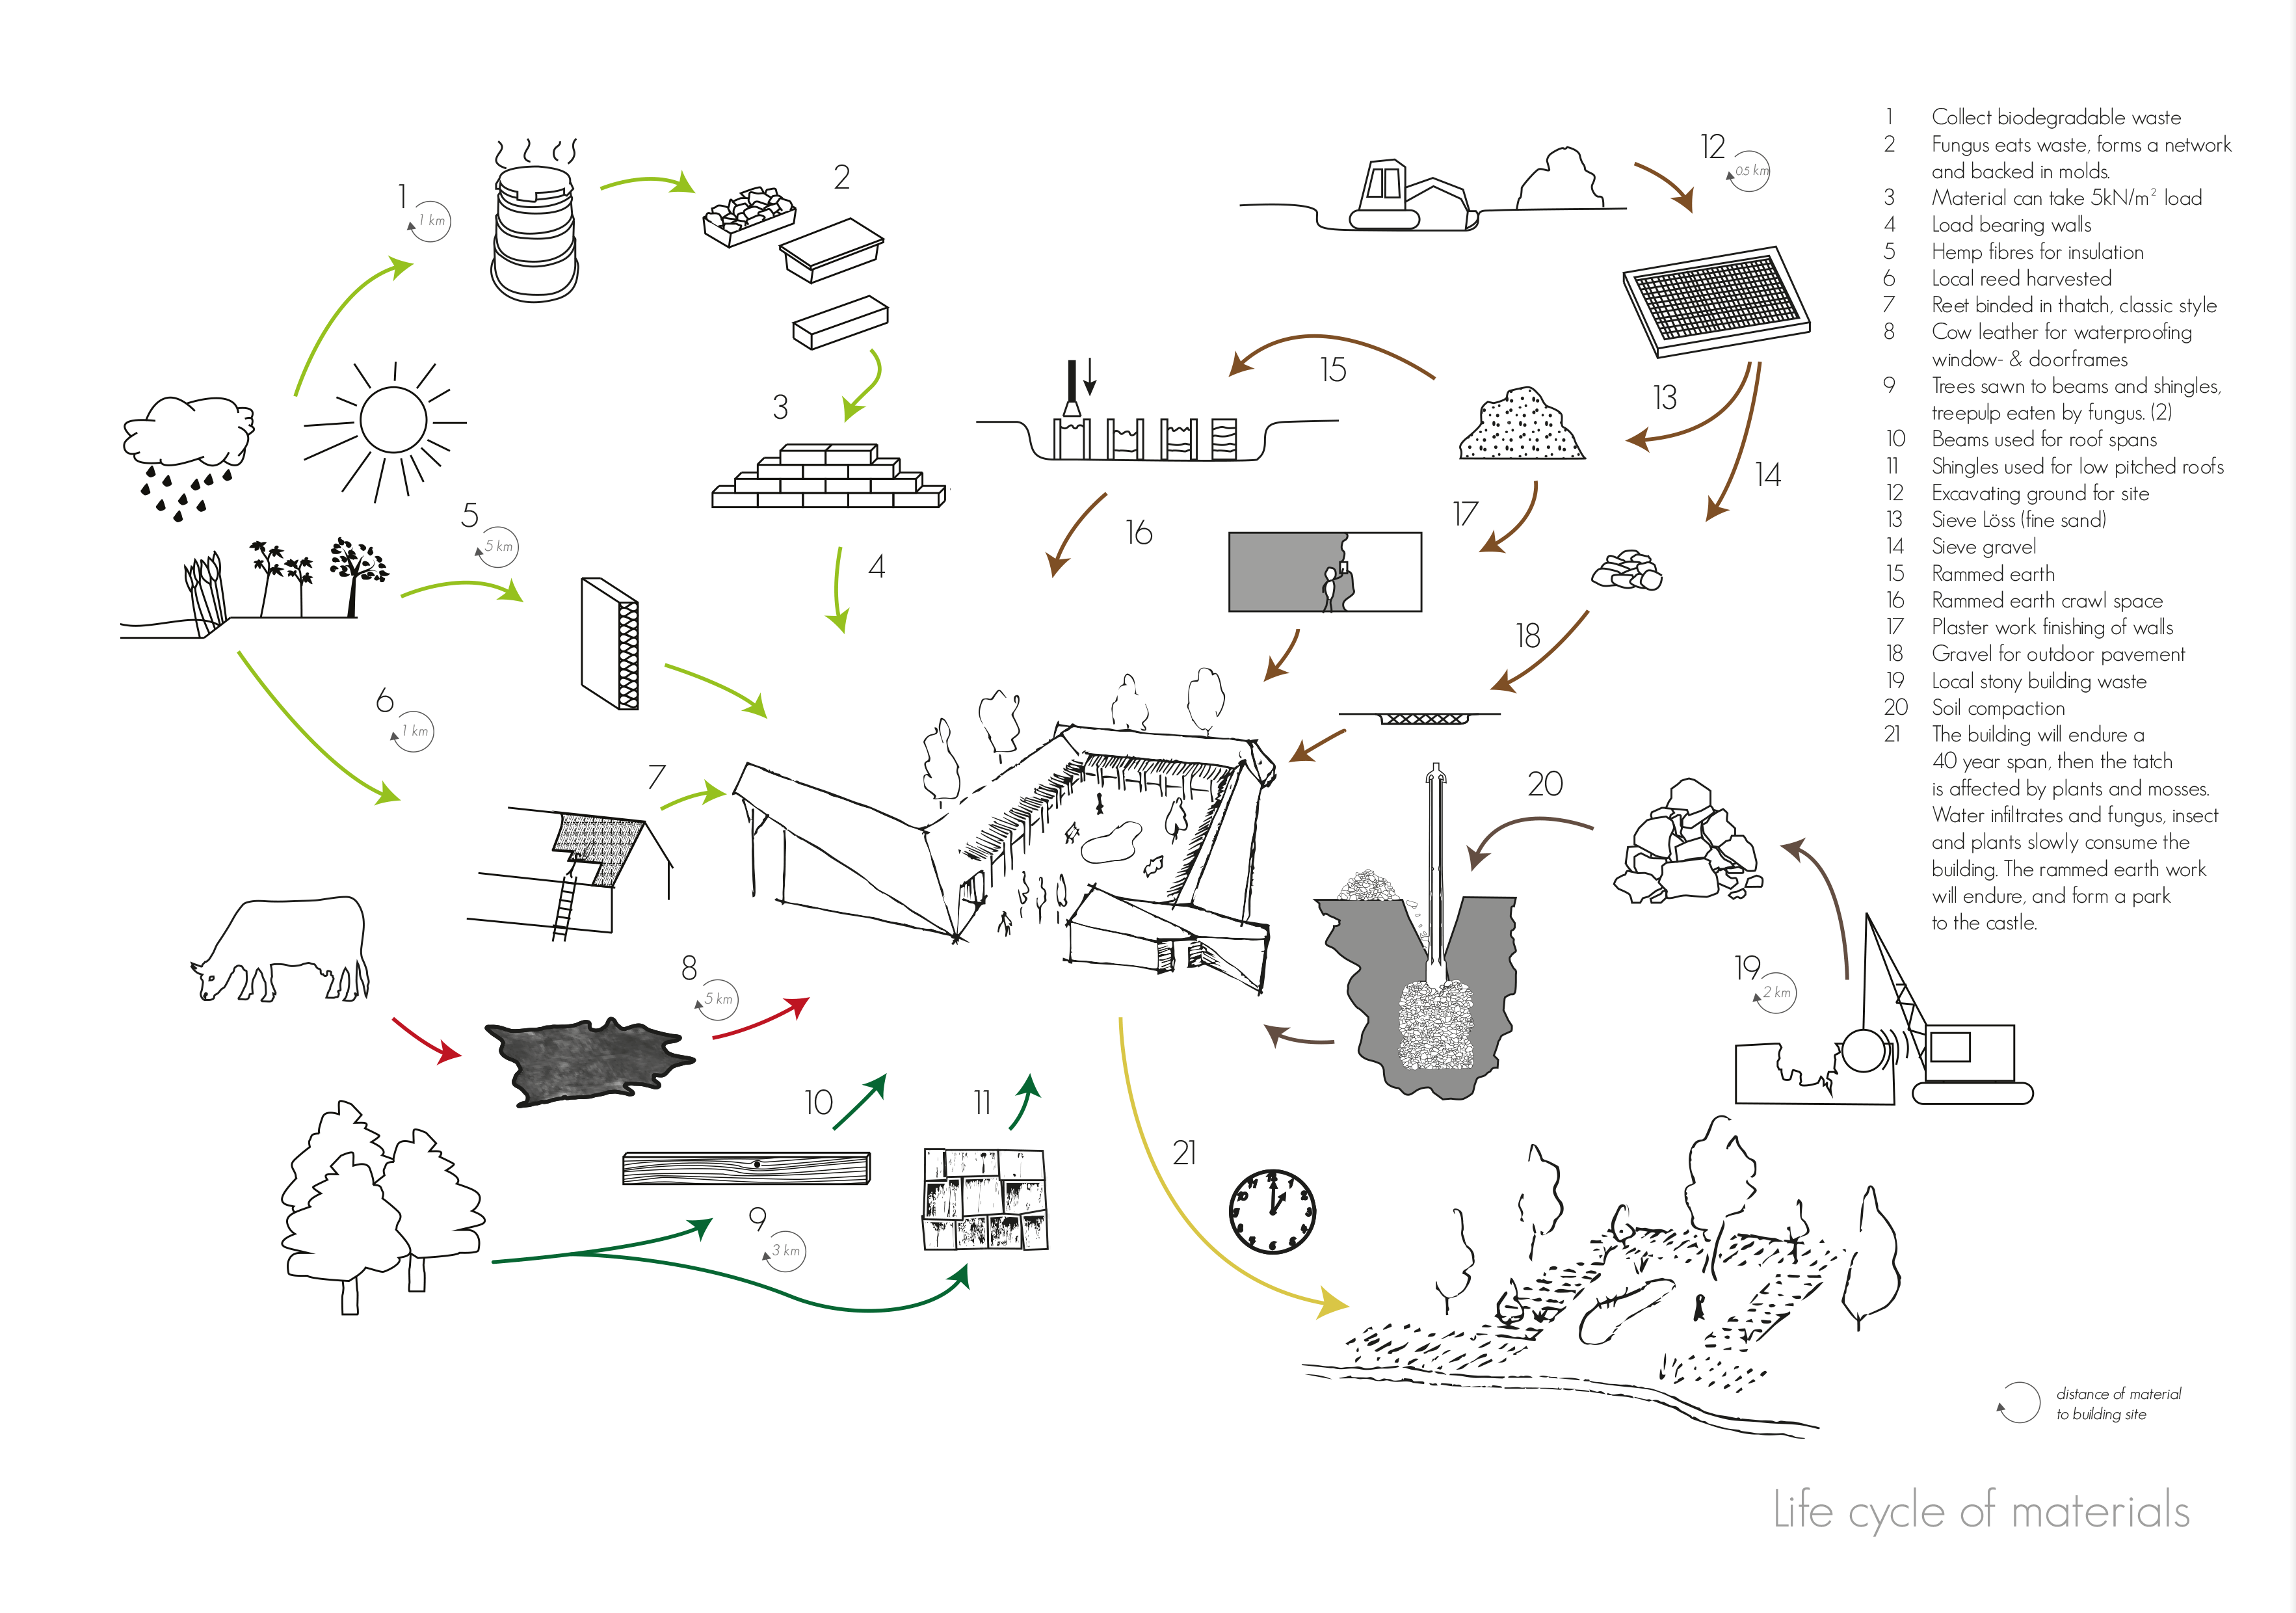 1 Collect biodegradable waste
2 Fungus eats waste, forms a network
and backed in molds.
3 Material can take 5kN/m² load
4 Load bearing walls
5 Hemp fibres for insulation
6 Local reed harvested
7 Reet binded in thatch, classic style
8 Cow leather for waterproofing
window- & doorframes
9 Trees sawn to beams and shingles,
treepulp eaten by fungus. (2)
10 Beams used for roof spans
11 Shingles used for low pitched roofs
12 Excavating ground for site
13 Sieve Löss (fine sand)
14 Sieve gravel
15 Rammed earth
16 Rammed earth crawl space
17 Plaster work finishing of walls
18 Gravel for outdoor pavement
19 Local stony building waste
20 Soil compaction
21 The building will endure a
40 year span, then the tatch
is affected by plants and mosses.
Water infiltrates and fungus, insect
and plants slowly consume the
building. The rammed earth work
will endure, and form a park
to the castle.
1
1 km
2
3
4
5
5 km
6
1 km
7
8
5 km
9
3 km
10
11
12
0.5 km
13
14
15
16
17
18
19
2 km
20
21
distance of material
to building site
Life cycle of materials